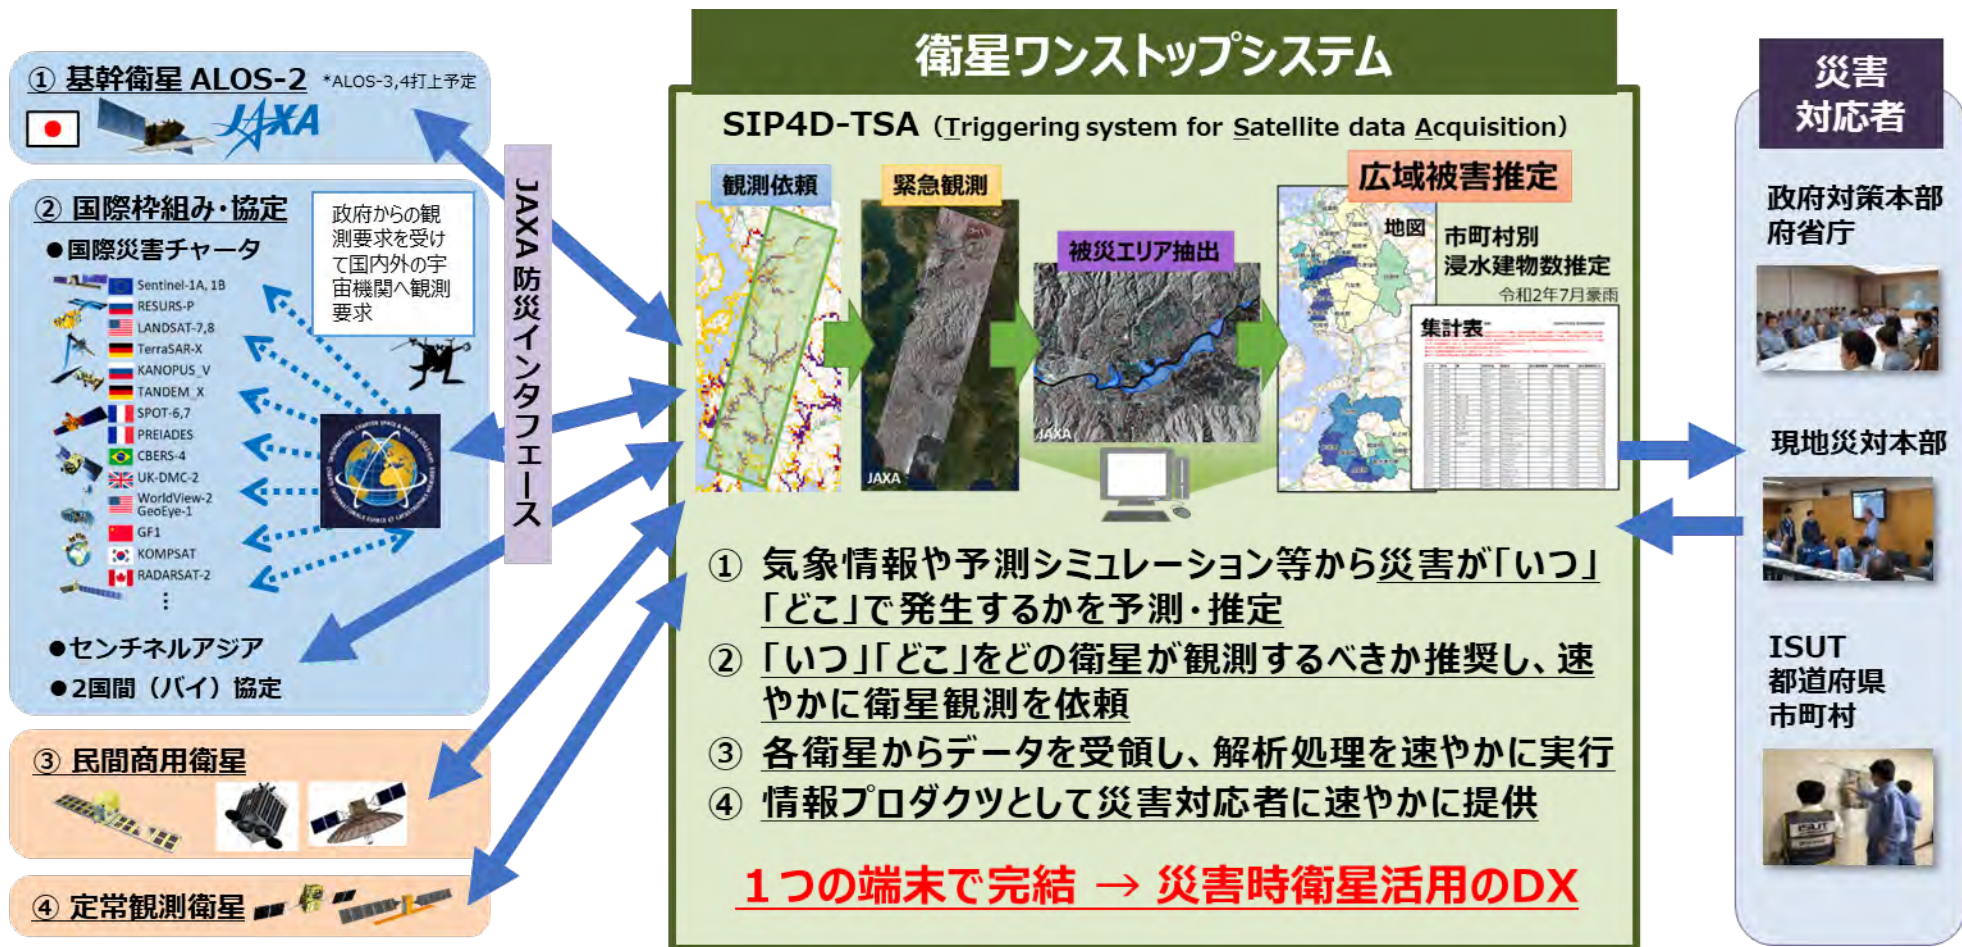 衛星ワンストップシステム
① 基幹衛星 ALOS-2 *ALOS-3,4打上予定
JAXA
② 国際枠組み・協定
●国際災害チャータ
政府からの観
測要求を受け
て国内外の宇
宙機関へ観測
要求
Sentinel-1A, 1B
RESURS-P
LANDSAT-7,8
TerraSAR-X
KANOPUS_V
TANDEM_X
SPOT-6,7
PREIADES
CBERS-4
UK-DMC-2
WorldView-2
GeoEye-1
GF1
KOMPSAT
RADARSAT-2
⋮
●センチネルアジア
●2国間（バイ）協定
③ 民間商用衛星
④ 定常観測衛星
JAXA防災インタフェース
SIP4D-TSA（Triggering system for Satellite data Acquisition）
観測依頼
緊急観測
JAXA
被災エリア抽出
JAXA
広域被害推定
地図
市町村別
浸水建物数推定
令和2年7月豪雨
集計表
① 気象情報や予測シミュレーション等から災害が「いつ」
「どこ」で発生するかを予測・推定
② 「いつ」「どこ」をどの衛星が観測するべきか推奨し、速
やかに衛星観測を依頼
③ 各衛星からデータを受領し、解析処理を速やかに実行
④ 情報プロダクツとして災害対応者に速やかに提供
１つの端末で完結 → 災害時衛星活用のDX
災害
対応者
政府対策本部
府省庁
現地災対本部
ISUT
都道府県
市町村
ISUT